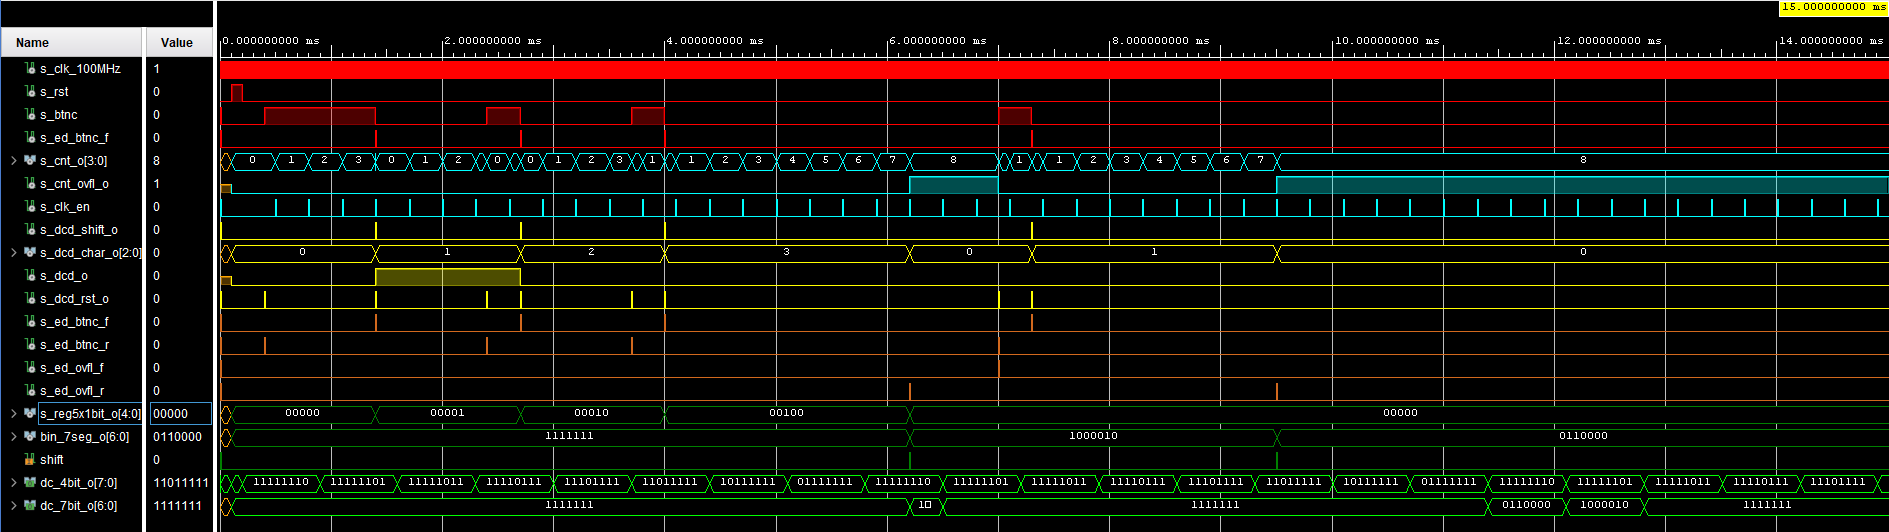 15.000000000 ms
Name Value 0.000000000 ms 2.000000000 ms 4.000000000 ms 6.000000000 ms 8.000000000 ms 10.000000000 ms 12.000000000 ms 14.000000000 ms
s_clk_100MHz 1
s_rst 0
s_btnc 0
s_ed_btnc_f 0
s_cnt_o[3:0] 8 0 1 2 3 0 1 2 0 0 1 2 3 1 1 2 3 4 5 6 7 8 1 1 2 3 4 5 6 7 8
s_cnt_ovfl_o 1
s_clk_en 0
s_dcd_shift_o 0
s_dcd_char_o[2:0] 0 0 1 2 3 0 1 0
s_dcd_o 0
s_dcd_rst_o 0
s_ed_btnc_f 0
s_ed_btnc_r 0
s_ed_ovfl_f 0
s_ed_ovfl_r 0
s_reg5x1bit_o[4:0] 00000 00000 00001 00010 00100 00000
bin_7seg_o[6:0] 0110000 1111111 1000010 0110000
shift 0
dc_4bit_o[7:0] 11011111 11111110 11111101 11111011 11110111 11101111 11011111 10111111 01111111 11111110 11111101 11111011 11110111 11101111 11011111 10111111 01111111 11111110 11111101 11111011 11110111 11101111
dc_7bit_o[6:0] 1111111 1111111 1111111 0110000 1000010 1111111